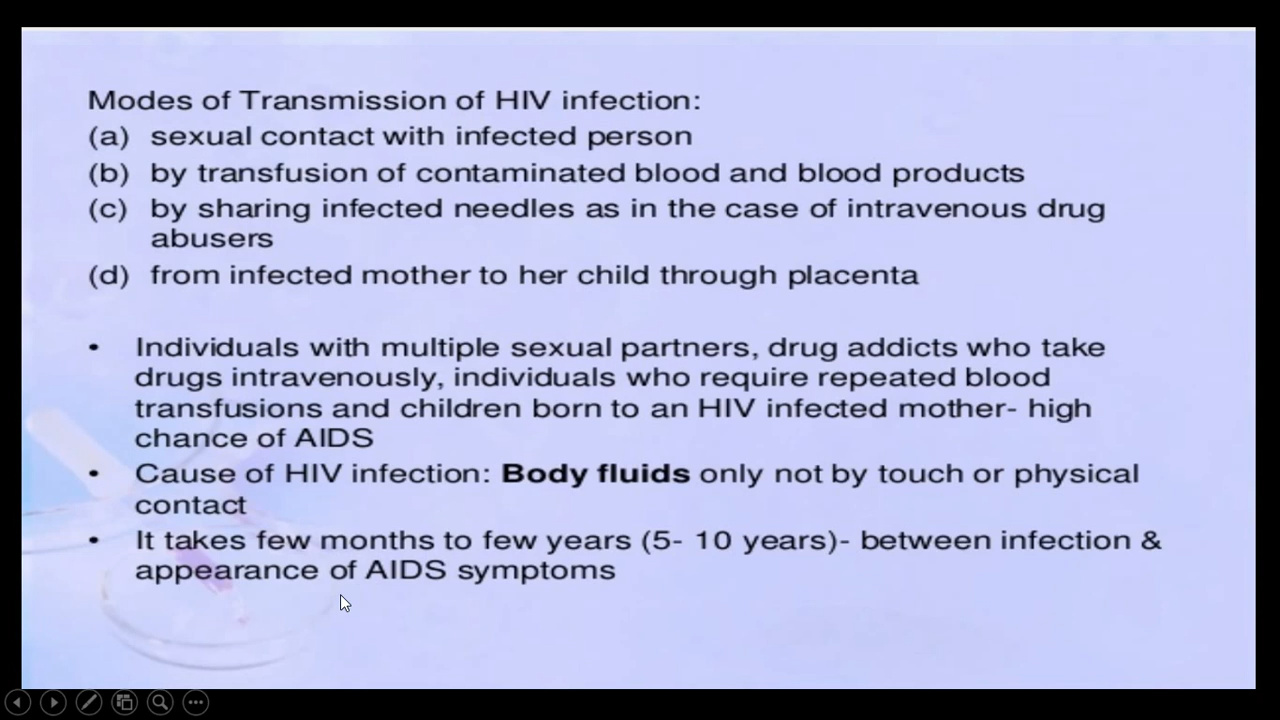 Modes of Transmission of HIV infection:
(a) sexual contact with infected person
(b) by transfusion of contaminated blood and blood products
(c) by sharing infected needles as in the case of intravenous drug
abusers
(d) from infected mother to her child through placenta
• Individuals with multiple sexual partners, drug addicts who take
drugs intravenously, individuals who require repeated blood
transfusions and children born to an HIV infected mother- high
chance of AIDS
• Cause of HIV infection: Body fluids only not by touch or physical
contact
• It takes few months to few years (5- 10 years)- between infection &
appearance of AIDS symptoms